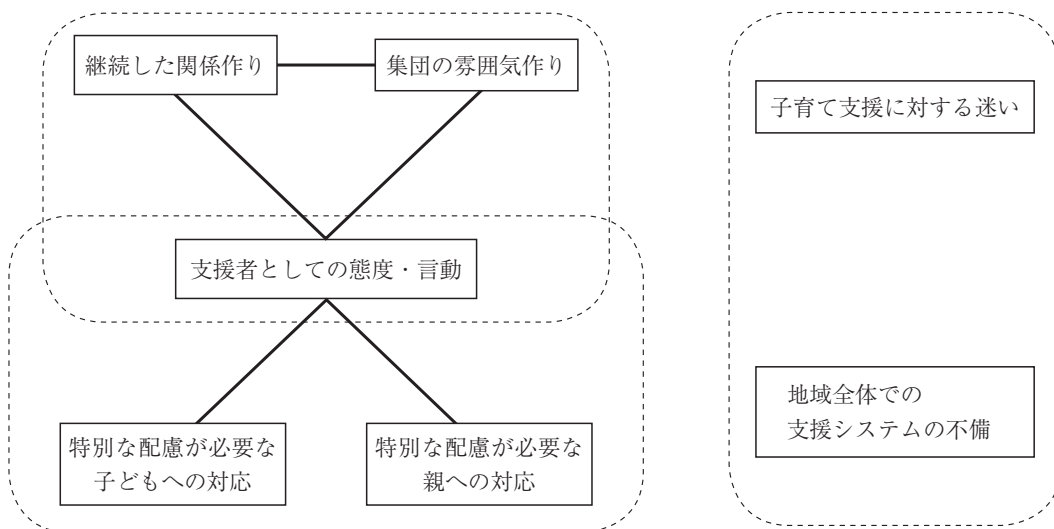 継続した関係作り
集団の雰囲気作り
子育て支援に対する迷い
支援者としての態度・言動
地域全体での
支援システムの不備
特別な配慮が必要な
子どもへの対応
特別な配慮が必要な
親への対応